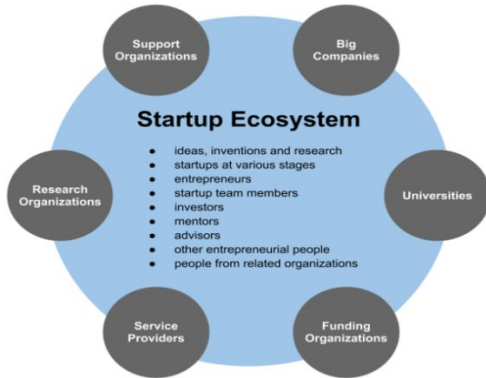 Support
Organizations
Big
Companies
Startup Ecosystem
● ideas, inventions and research
● startups at various stages
● entrepreneurs
● startup team members
● investors
● mentors
● advisors
● other entrepreneurial people
● people from related organizations
Research
Organizations
Universities
Service
Providers
Funding
Organizations